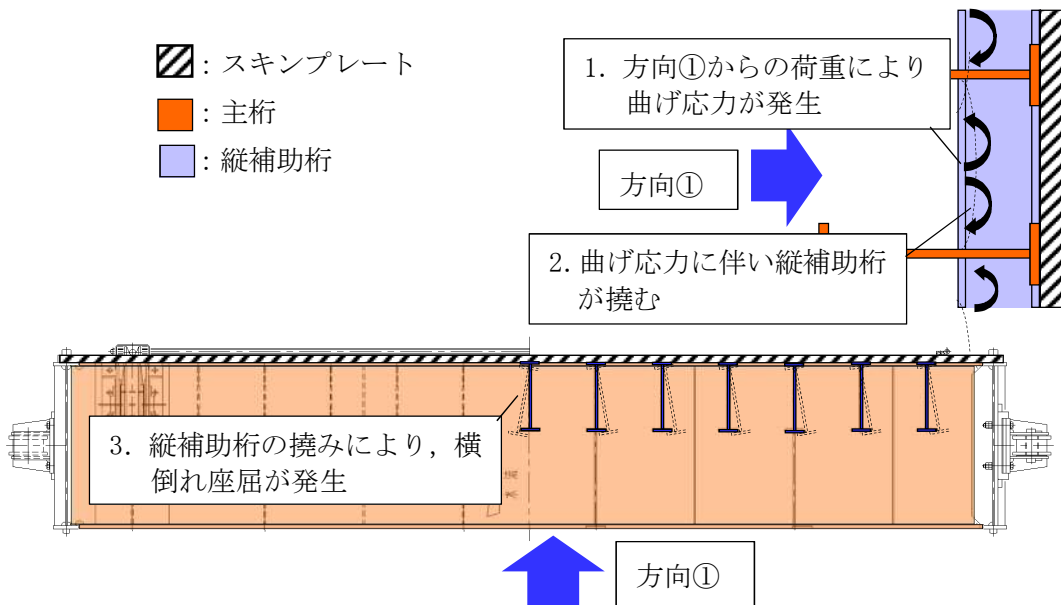 : スキンプレート
: 主桁
: 縦補助桁
1. 方向①からの荷重により
曲げ応力が発生
方向①
2. 曲げ応力に伴い縦補助桁
が撓む
3. 縦補助桁の撓みにより，横
倒れ座屈が発生
方向①